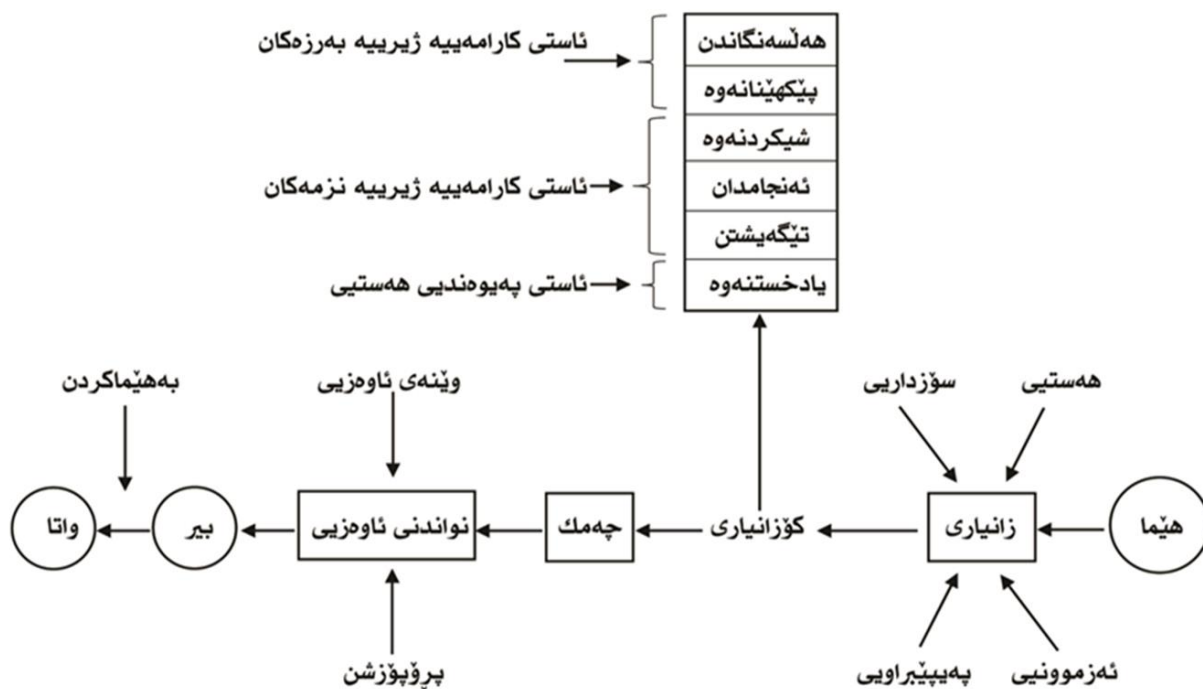 هەڵسەنگاندن
پێکهێنانەوە
شیکردنەوە
ئەنجامدان
تێگەیشتن
یادخستنەوە
ئاستی کارامەییە ژیرییە بەرزەکان
ئاستی کارامەییە ژیرییە نزمەکان
ئاستی پەیوەندیی هەستیی
هەستیی
سۆزداریی
وێنەی ئاوەزیی
بەهێماکردن
هێما
زانیاری
کۆزانیاری
چەمك
نواندنی ئاوەزیی
بیر
واتا
ئەزموونیی
پەیپێبراویی
پڕۆپۆزشن